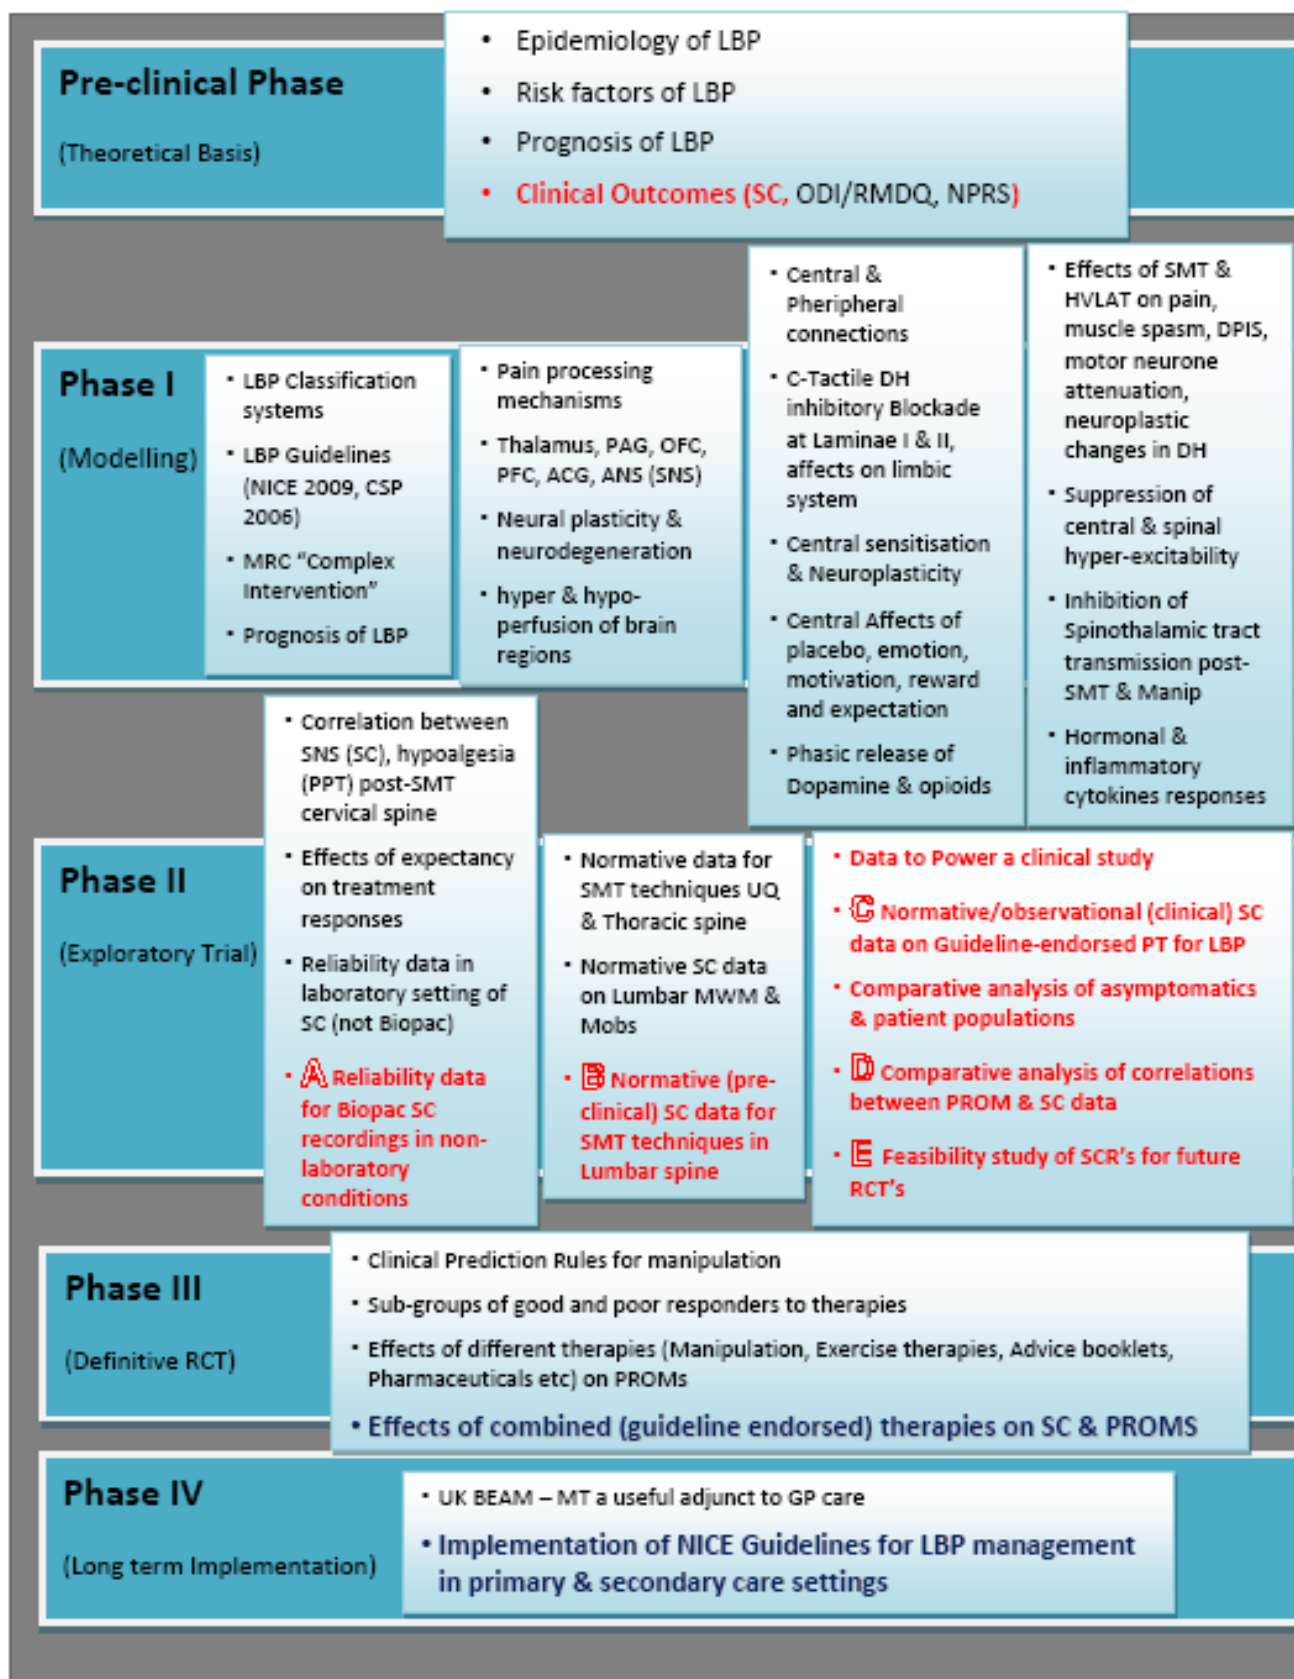 Pre-clinical Phase
(Theoretical Basis)
• Epidemiology of LBP
• Risk factors of LBP
• Prognosis of LBP
• Clinical Outcomes (SC, ODI/RMDQ, NPRS)
Phase I
(Modelling)
▪ LBP Classification
systems
▪ LBP Guidelines
(NICE 2009, CSP
2006)
▪ MRC “Complex
Intervention”
▪ Prognosis of LBP
▪ Pain processing
mechanisms
▪ Thalamus, PAG, OFC,
PFC, ACG, ANS (SNS)
▪ Neural plasticity &
neurodegeneration
▪ hyper & hypo-
perfusion of brain
regions
▪ Central &
Pheripheral
connections
▪ C-Tactile DH
inhibitory Blockade
at Laminae I & II,
affects on limbic
system
▪ Central sensitisation
& Neuroplasticity
▪ Central Affects of
placebo, emotion,
motivation, reward
and expectation
▪ Phasic release of
Dopamine & opioids
▪ Effects of SMT &
HVLAT on pain,
muscle spasm, DPIS,
motor neurone
attenuation,
neuroplastic
changes in DH
▪ Suppression of
central & spinal
hyper-excitability
▪ Inhibition of
Spinothalamic tract
transmission post-
SMT & Manip
▪ Hormonal &
inflammatory
cytokines responses
Phase II
(Exploratory Trial)
▪ Correlation between
SNS (SC), hypoalgesia
(PPT) post-SMT
cervical spine
▪ Effects of expectancy
on treatment
responses
▪ Reliability data in
laboratory setting of
SC (not Biopac)
▪ A Reliability data
for Biopac SC
recordings in non-
laboratory
conditions
▪ Normative data for
SMT techniques UQ
& Thoracic spine
▪ Normative SC data
on Lumbar MWM &
Mobs
▪ B Normative (pre-
clinical) SC data for
SMT techniques in
Lumbar spine
▪ Data to Power a clinical study
▪ C Normative/observational (clinical) SC
data on Guideline-endorsed PT for LBP
▪ Comparative analysis of asymptomatics
& patient populations
▪ D Comparative analysis of correlations
between PROM & SC data
▪ E Feasibility study of SCR's for future
RCT's
Phase III
(Definitive RCT)
▪ Clinical Prediction Rules for manipulation
▪ Sub-groups of good and poor responders to therapies
▪ Effects of different therapies (Manipulation, Exercise therapies, Advice booklets,
Pharmaceuticals etc) on PROMs
▪ Effects of combined (guideline endorsed) therapies on SC & PROMS
Phase IV
(Long term Implementation)
▪ UK BEAM – MT a useful adjunct to GP care
▪ Implementation of NICE Guidelines for LBP management
in primary & secondary care settings